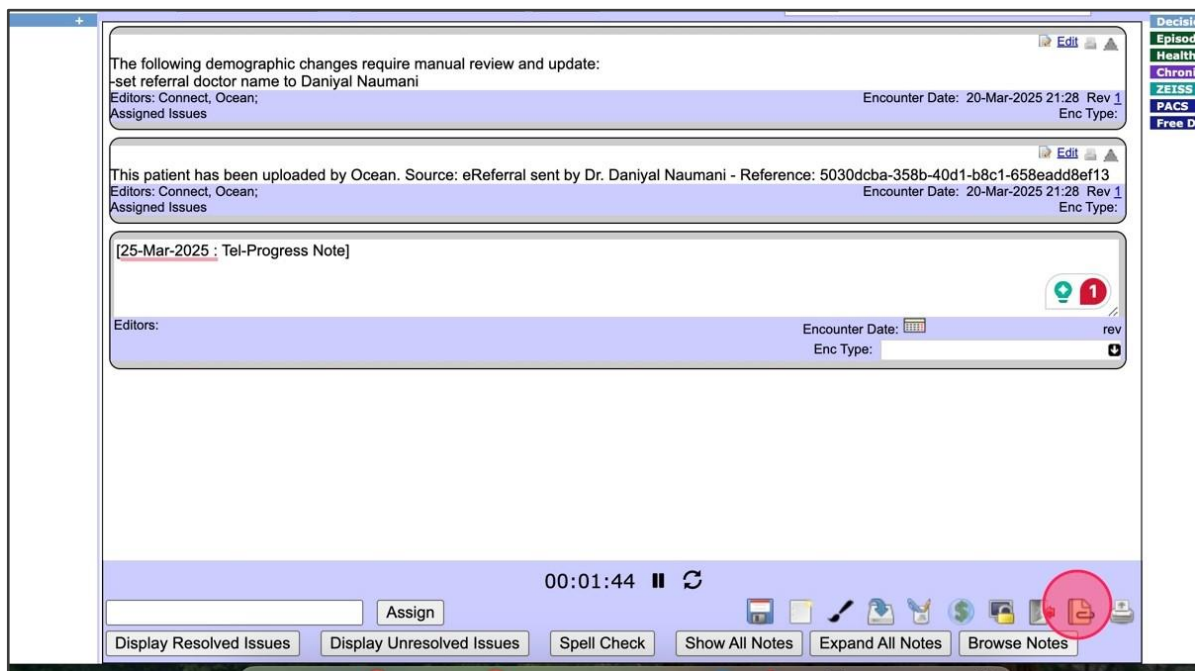 +
The following demographic changes require manual review and update:
-set referral doctor name to Daniyal Naumani
Edit
Editors: Connect, Ocean;
Encounter Date: 20-Mar-2025 21:28 Rev 1
Assigned Issues
Enc Type:
Edit
This patient has been uploaded by Ocean. Source: eReferral sent by Dr. Daniyal Naumani - Reference: 5030dcba-358b-40d1-b8c1-658eadd8ef13
Editors: Connect, Ocean;
Encounter Date: 20-Mar-2025 21:28 Rev 1
Assigned Issues
Enc Type:
[25-Mar-2025 : Tel-Progress Note]
1
Editors:
Encounter Date:
rev
Enc Type:
00:01:44
Assign
Display Resolved Issues
Display Unresolved Issues
Spell Check
Show All Notes
Expand All Notes
Browse Notes
Decisi
Episod
Health
Chroni
ZEISS
PACS
Free D